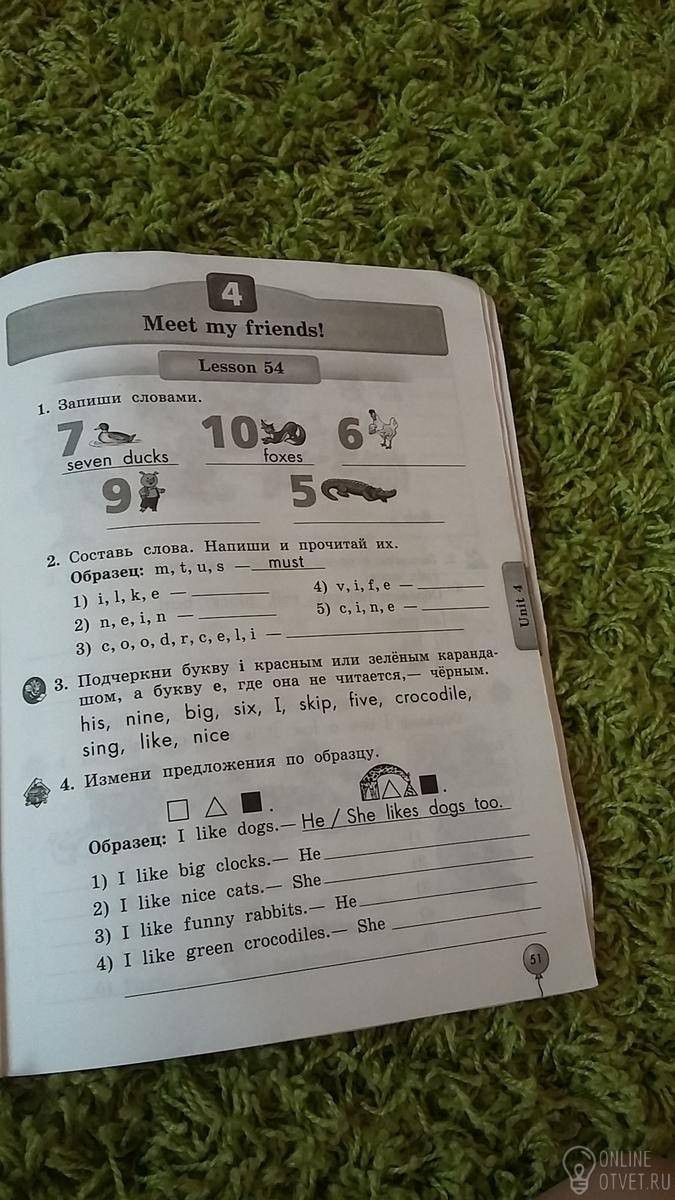 4
Meet my friends!
Lesson 54
1. Запиши словами.
7 10 6
seven ducks foxes
9 5
2. Составь слова. Напиши и прочитай их.
Образец: m, t, u, s — must
1) i, l, k, e — 4) v, i, f, e —
2) n, e, i, n — 5) c, i, n, e —
3) c, o, o, d, r, c, e, l, i —
3. Подчеркни букву i красным или зелёным каранда-
шом, а букву e, где она не читается,— чёрным.
his, nine, big, six, I, skip, five, crocodile,
sing, like, nice
4. Измени предложения по образцу.
Образец: I like dogs.— He / She likes dogs too.
1) I like big clocks.— He
2) I like nice cats.— She
3) I like funny rabbits.— He
4) I like green crocodiles.— She
51
Unit 4
ONLINE
OTVET.RU